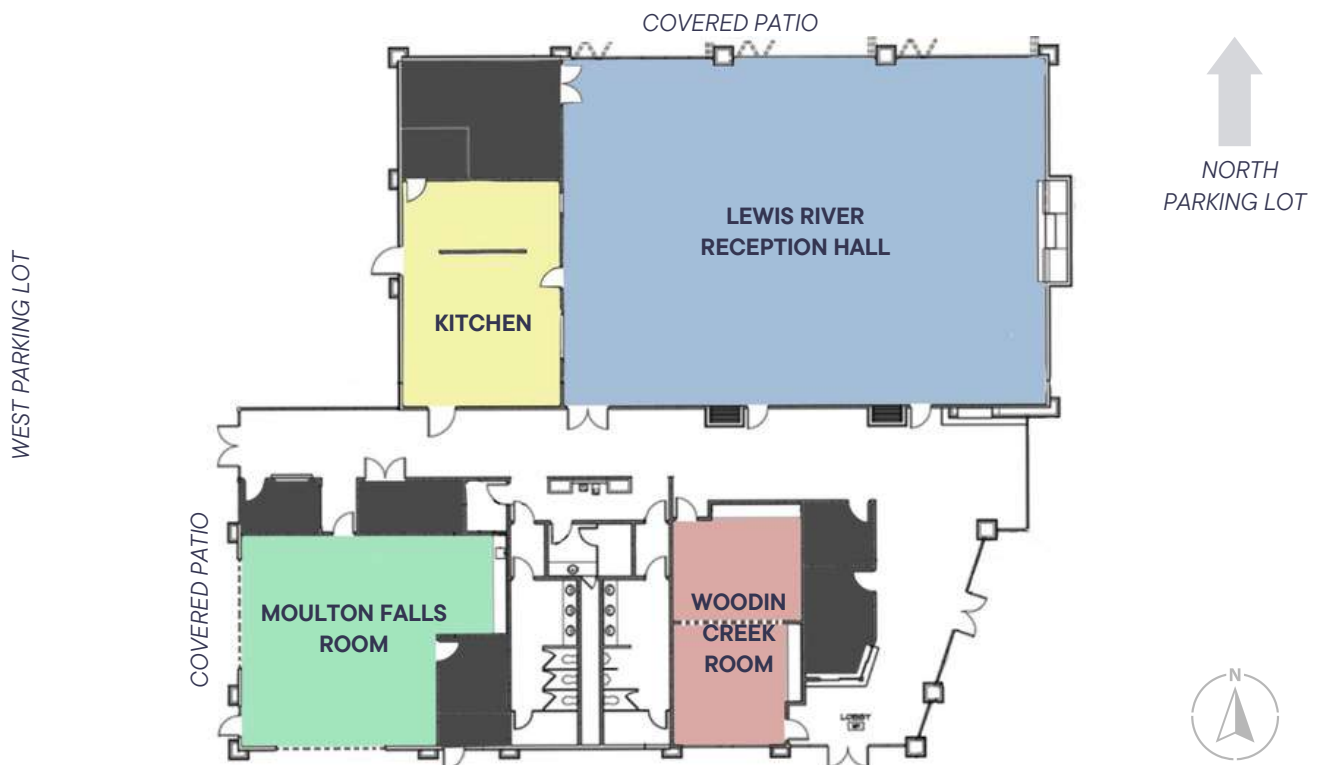 COVERED PATIO
NORTH
PARKING LOT
LEWIS RIVER
RECEPTION HALL
WEST PARKING LOT
KITCHEN
COVERED PATIO
MOULTON FALLS
ROOM
WOODIN
CREEK
ROOM
LOBBY
N